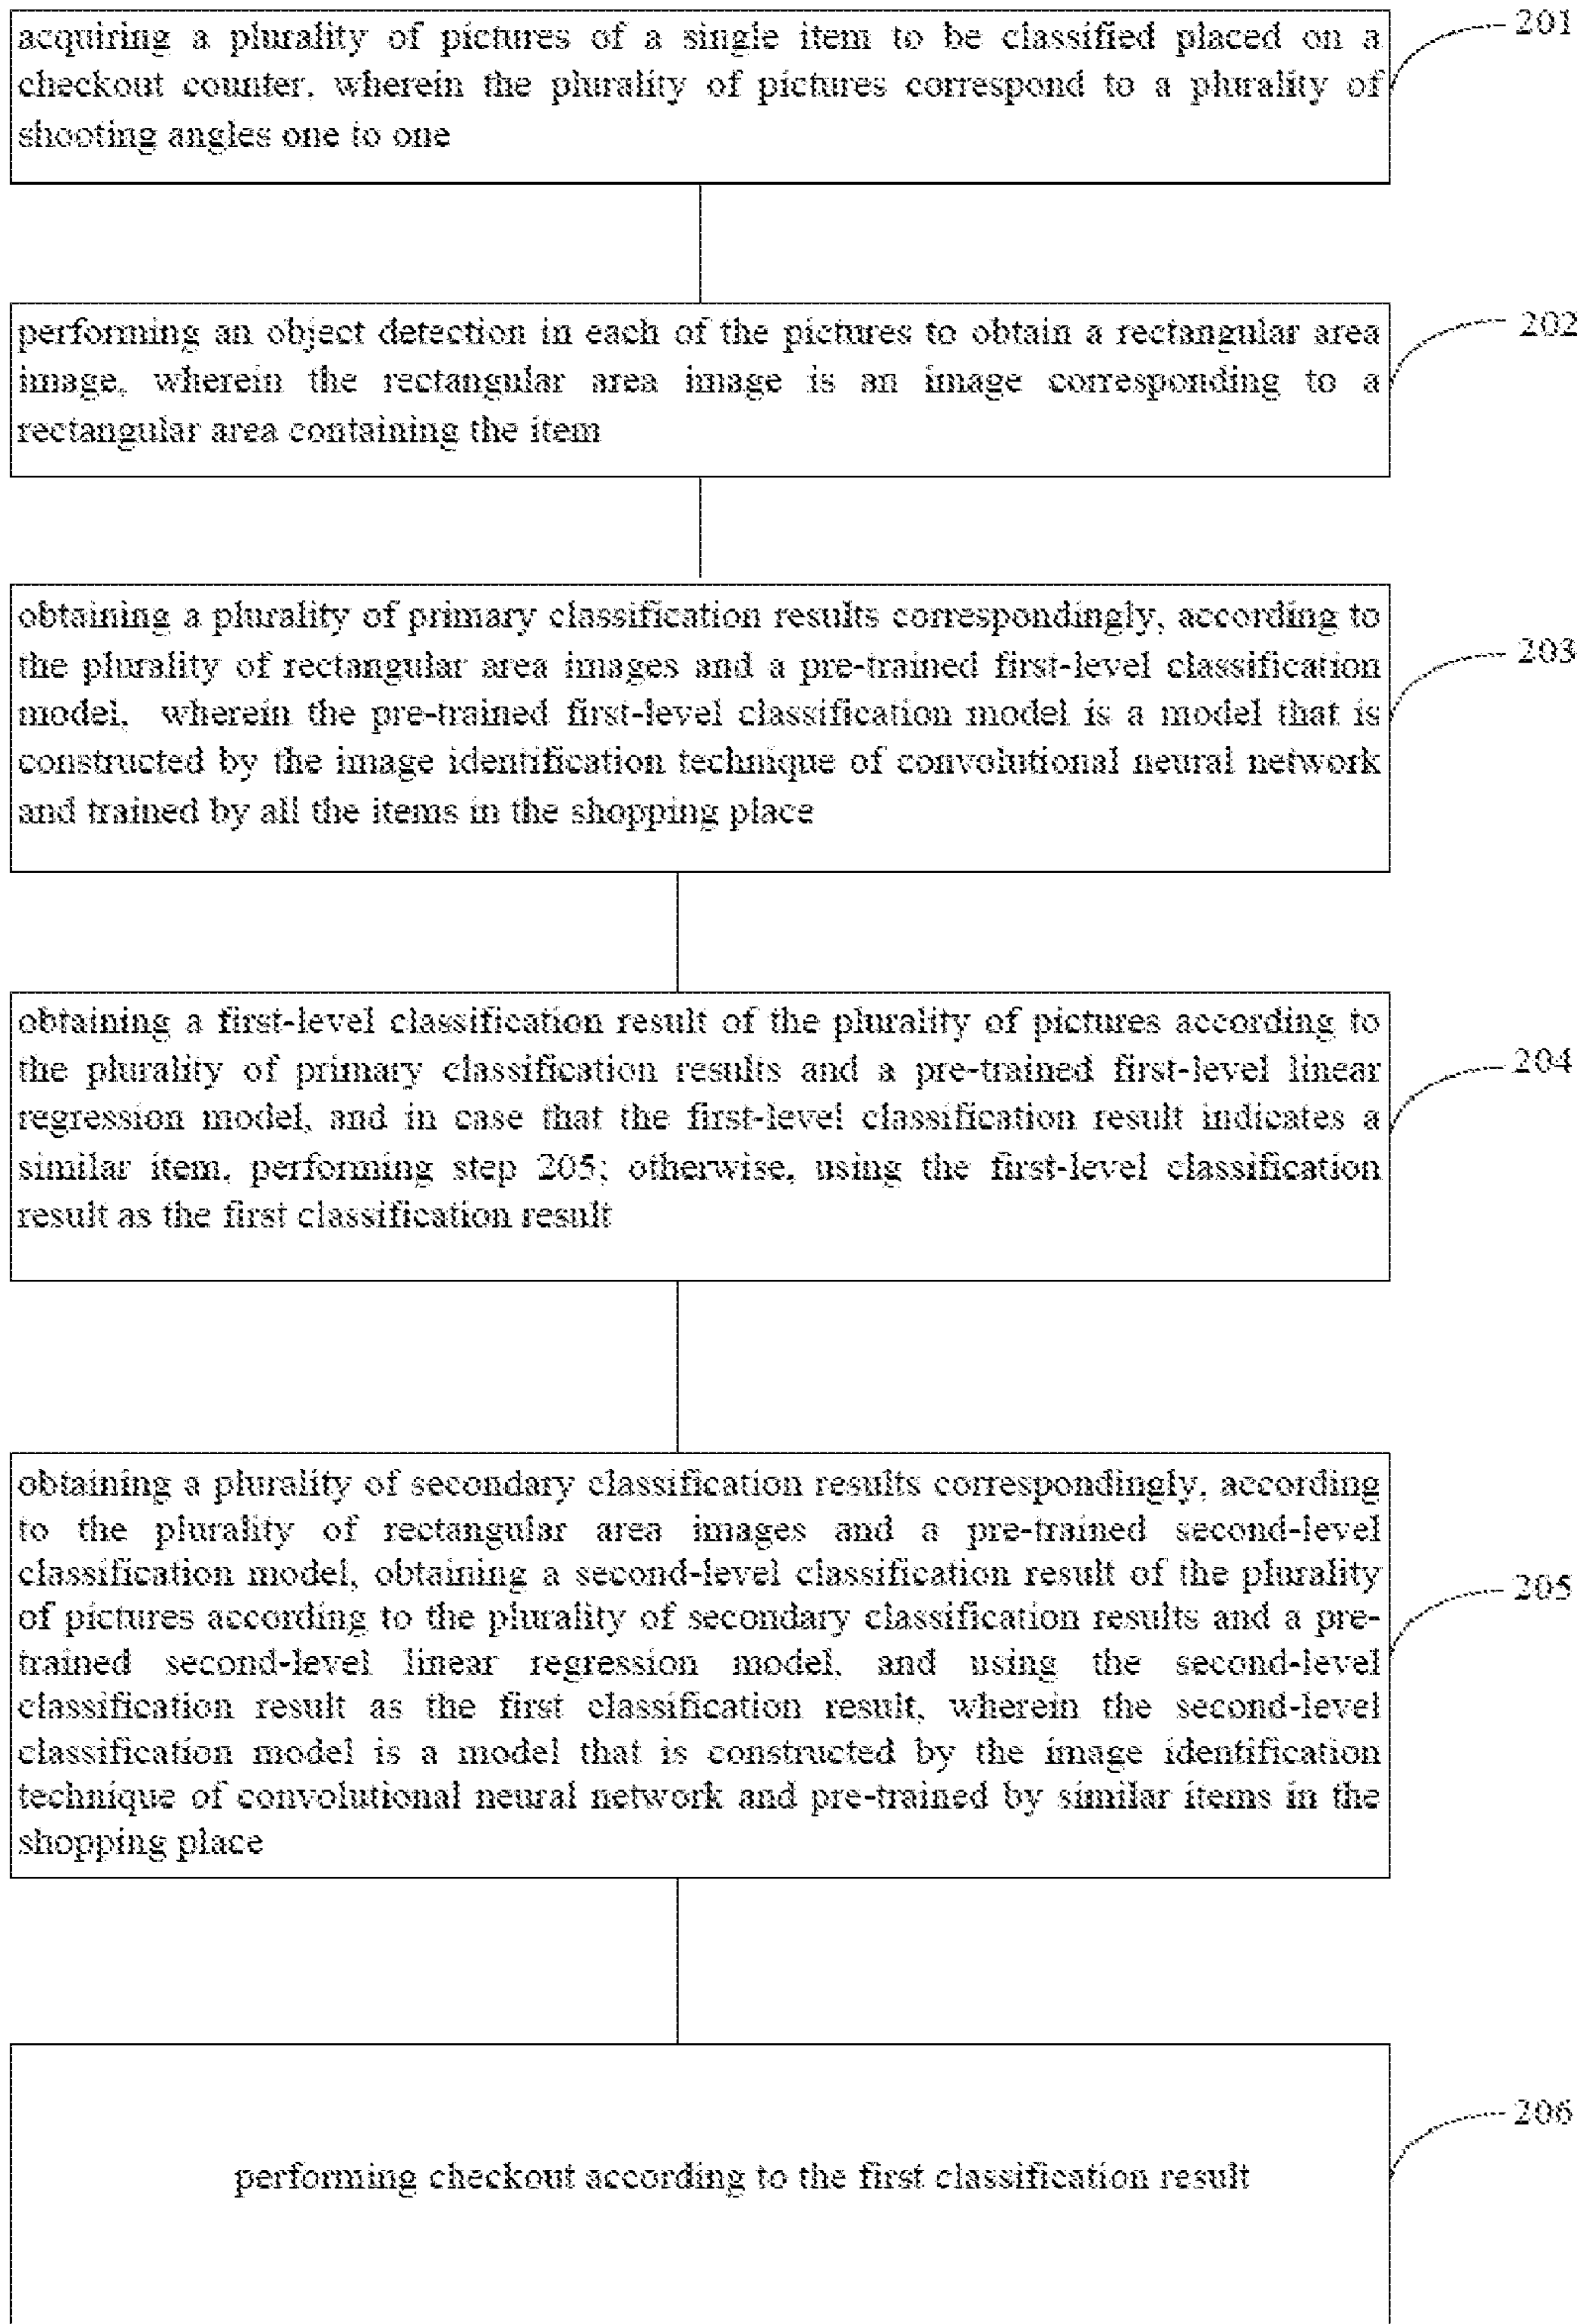 acquiring a plurality of pictures of a single item to be classified placed on a
checkout counter, wherein the plurality of pictures correspond to a plurality of
shooting angles one to one
201
performing an object detection in each of the pictures to obtain a rectangular area
image, wherein the rectangular area image is an image corresponding to a
rectangular area containing the item
202
obtaining a plurality of primary classification results correspondingly, according to
the plurality of rectangular area images and a pre-trained first-level classification
model, wherein the pre-trained first-level classification model is a model that is
constructed by the image identification technique of convolutional neural network
and trained by all the items in the shopping place
203
obtaining a first-level classification result of the plurality of pictures according to
the plurality of primary classification results and a pre-trained first-level linear
regression model, and in case that the first-level classification result indicates a
similar item, performing step 205; otherwise, using the first-level classification
result as the first classification result
204
obtaining a plurality of secondary classification results correspondingly, according
to the plurality of rectangular area images and a pre-trained second-level
classification model, obtaining a second-level classification result of the plurality
of pictures according to the plurality of secondary classification results and a pre-
trained second-level linear regression model, and using the second-level
classification result as the first classification result, wherein the second-level
classification model is a model that is constructed by the image identification
technique of convolutional neural network and pre-trained by similar items in the
shopping place
205
performing checkout according to the first classification result
206